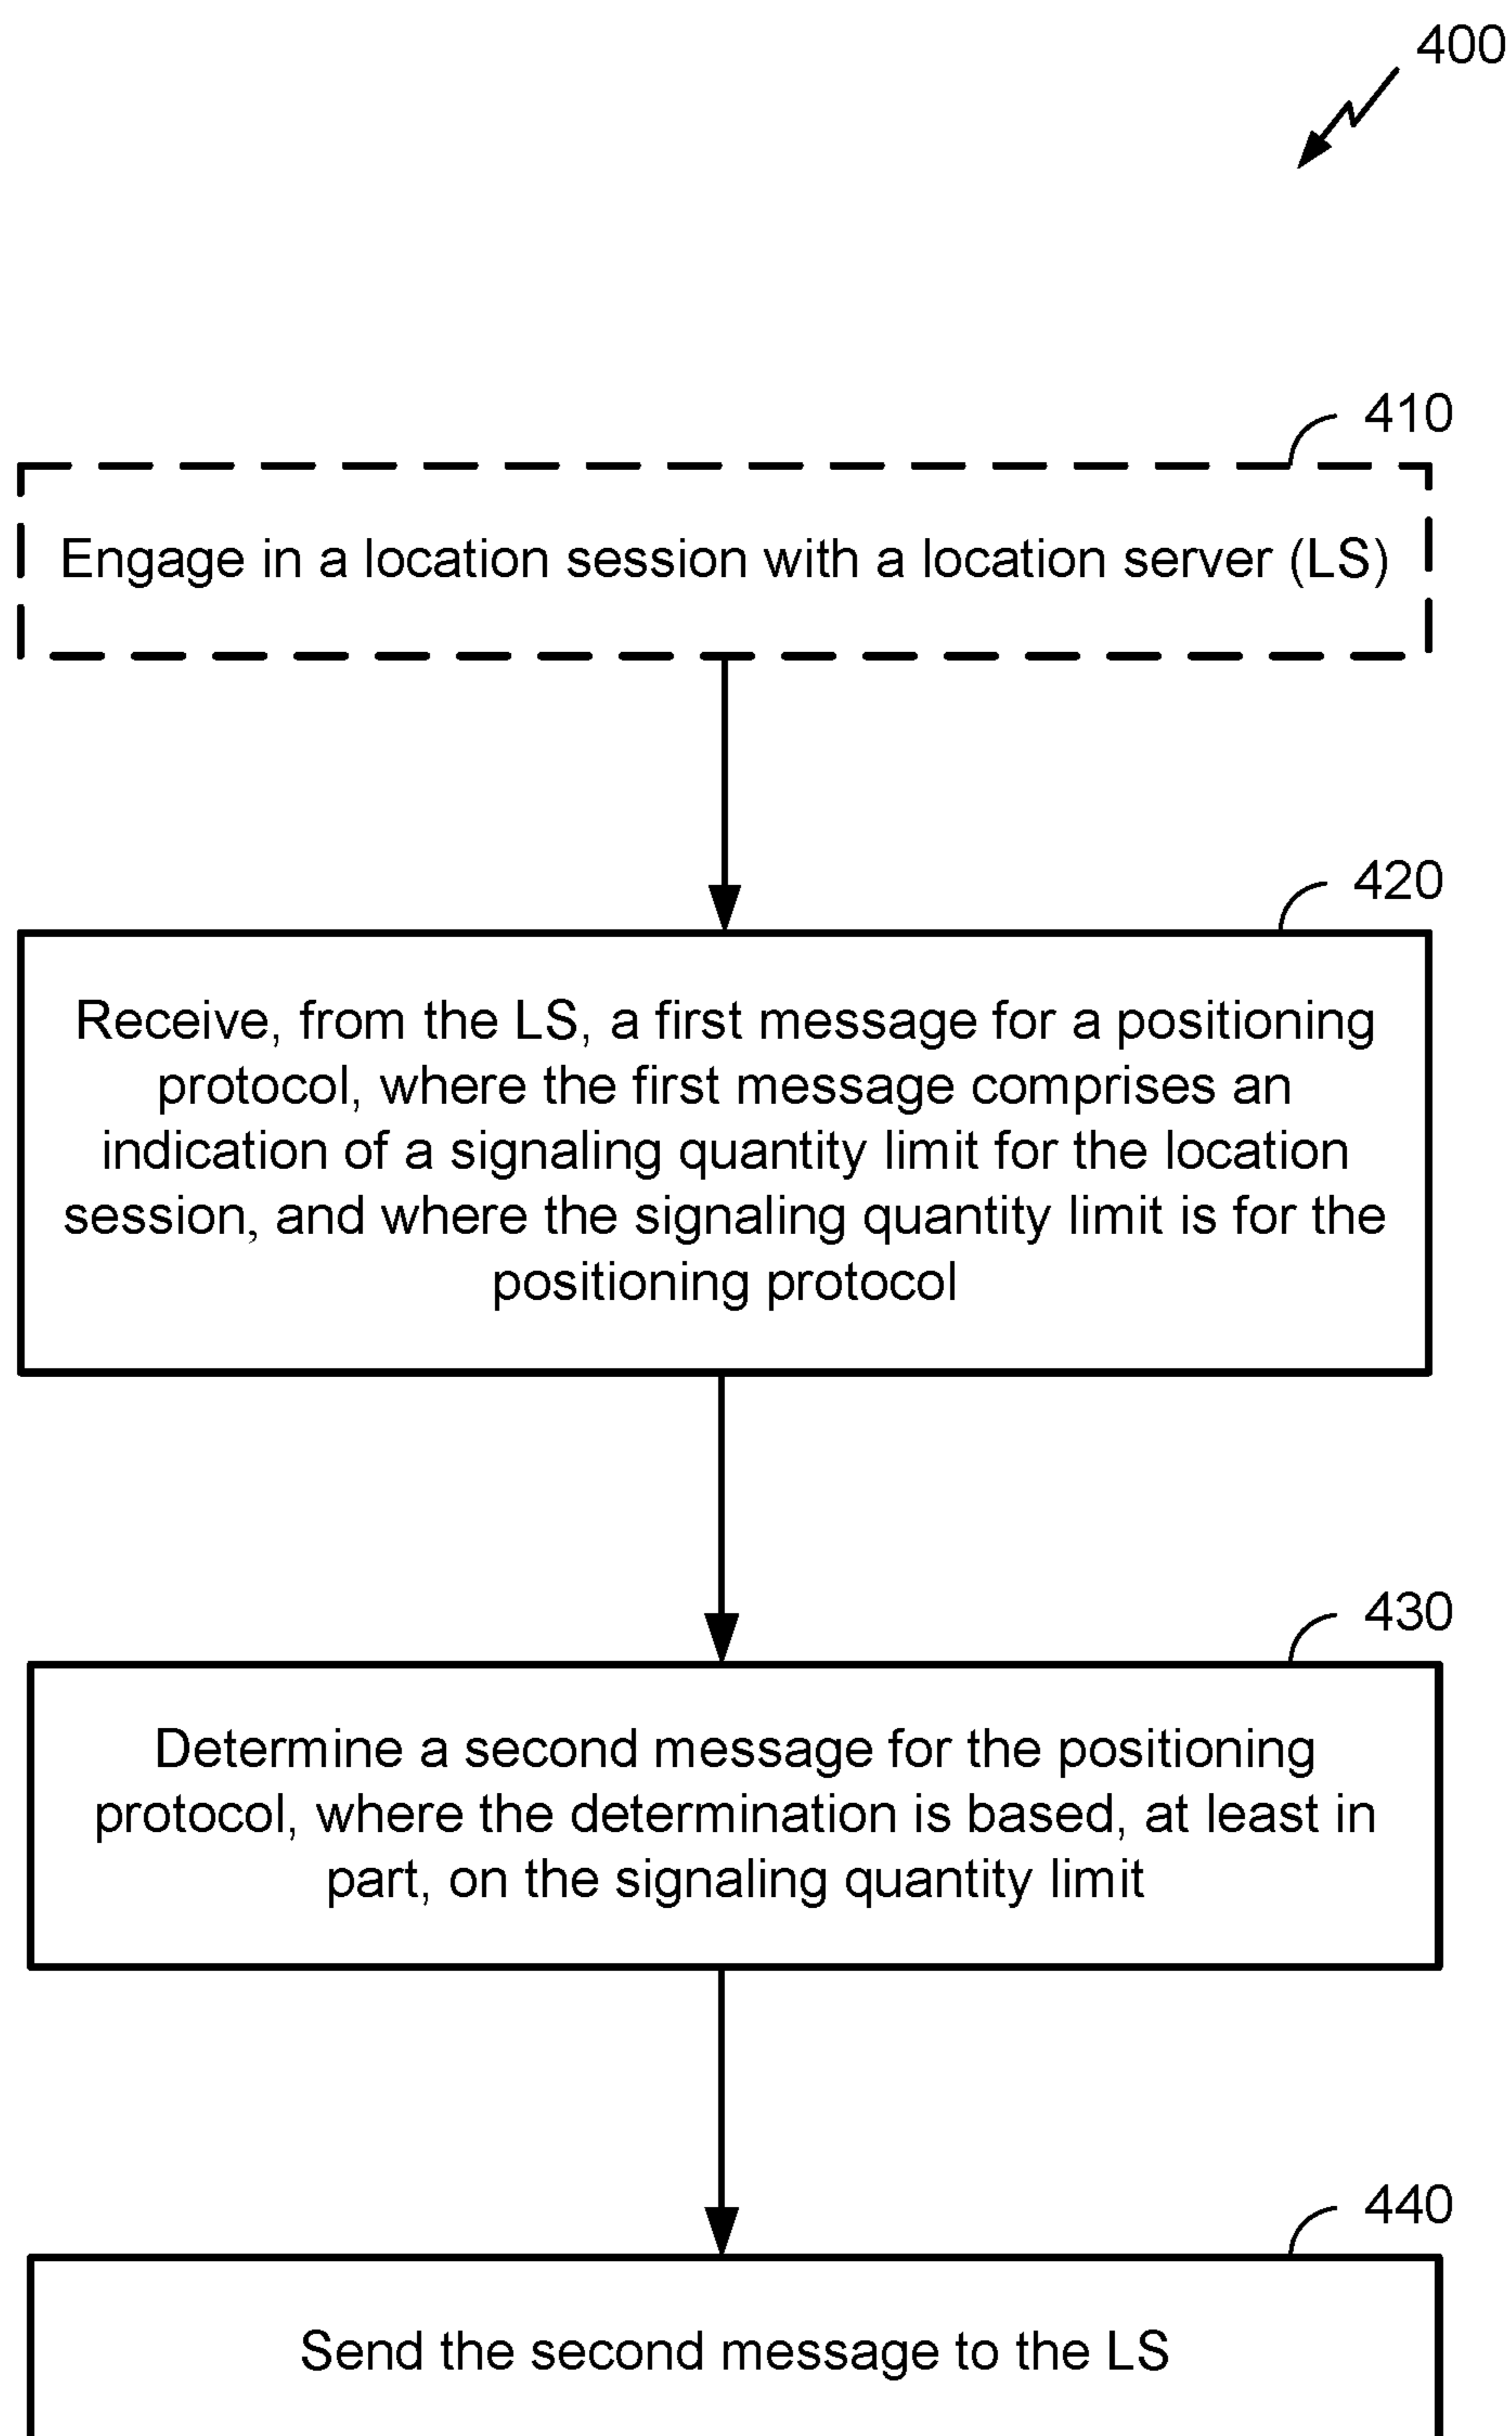 400
410
Engage in a location session with a location server (LS)
420
Receive, from the LS, a first message for a positioning
protocol, where the first message comprises an
indication of a signaling quantity limit for the location
session, and where the signaling quantity limit is for the
positioning protocol
430
Determine a second message for the positioning
protocol, where the determination is based, at least in
part, on the signaling quantity limit
440
Send the second message to the LS